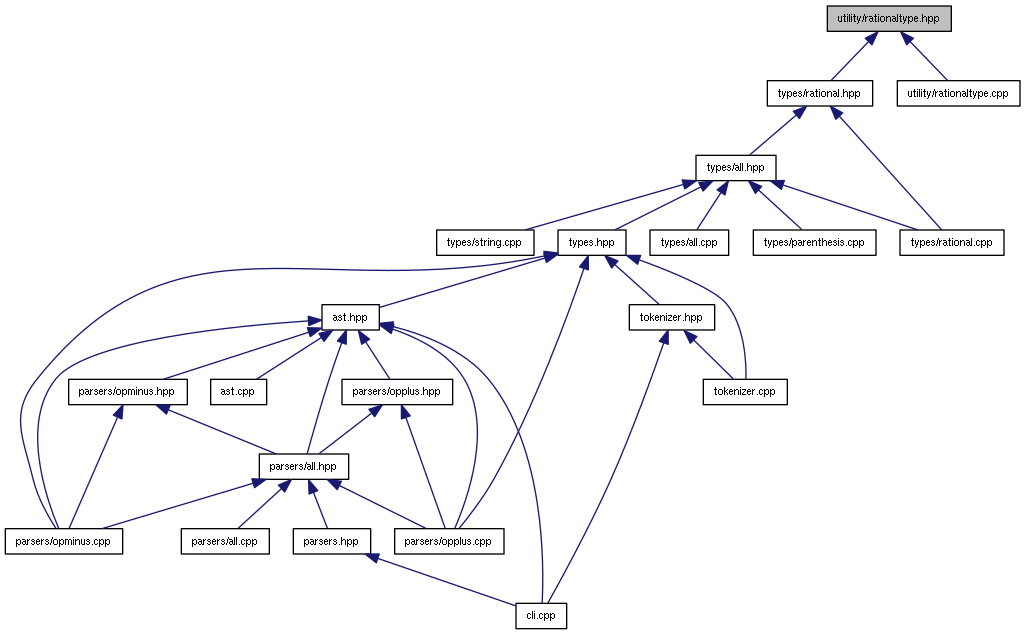 utility/rationaltype.hpp
types/rational.hpp
utility/rationaltype.cpp
types/all.hpp
types/string.cpp
types.hpp
types/all.cpp
types/parenthesis.cpp
types/rational.cpp
ast.hpp
tokenizer.hpp
parsers/opminus.hpp
ast.cpp
parsers/opplus.hpp
tokenizer.cpp
parsers/all.hpp
parsers/opminus.cpp
parsers/all.cpp
parsers.hpp
parsers/opplus.cpp
cli.cpp